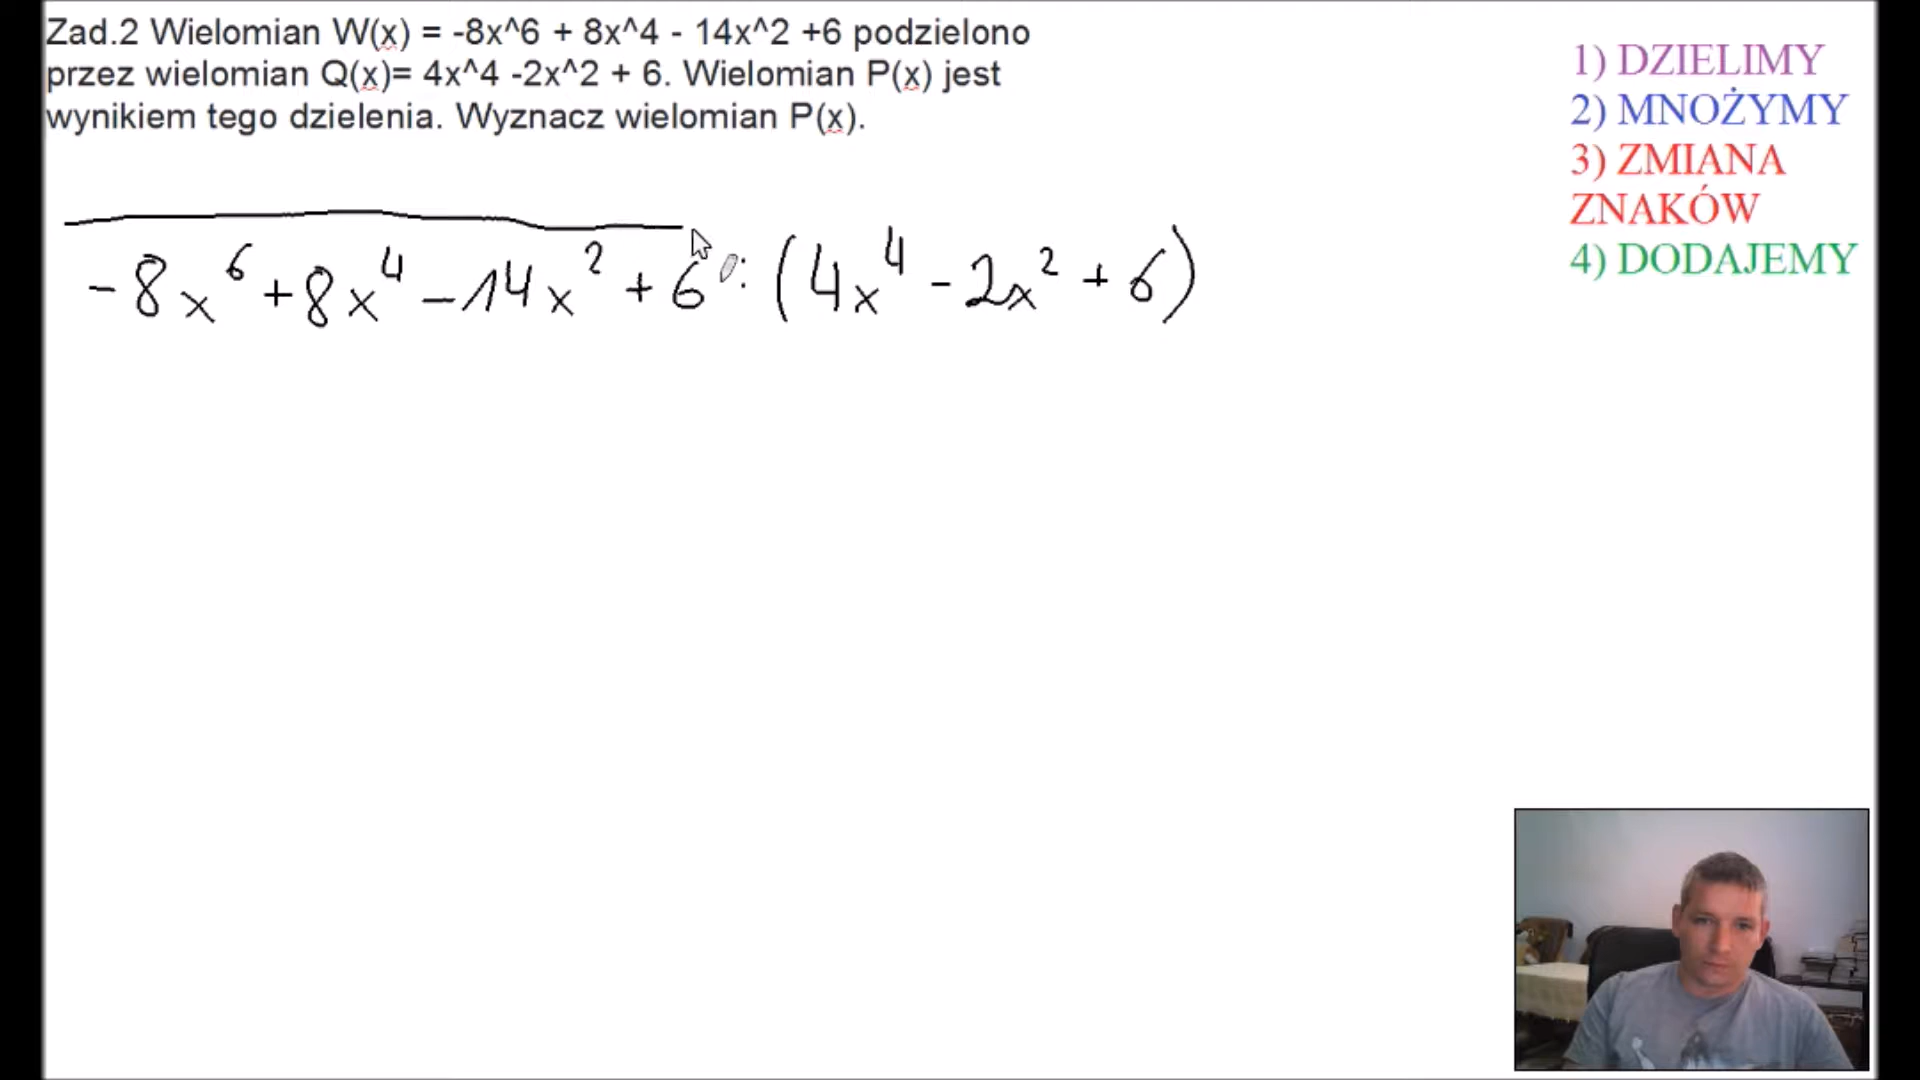 Zad.2 Wielomian W(x) = -8x^6 + 8x^4 - 14x^2 +6 podzielono
przez wielomian Q(x)= 4x^4 -2x^2 + 6. Wielomian P(x) jest
wynikiem tego dzielenia. Wyznacz wielomian P(x).
-8x^6 +8x^4 -14x^2 +6 : (4x^4 -2x^2 +6)
1) DZIELIMY
2) MNOŻYMY
3) ZMIANA
ZNAKÓW
4) DODAJEMY